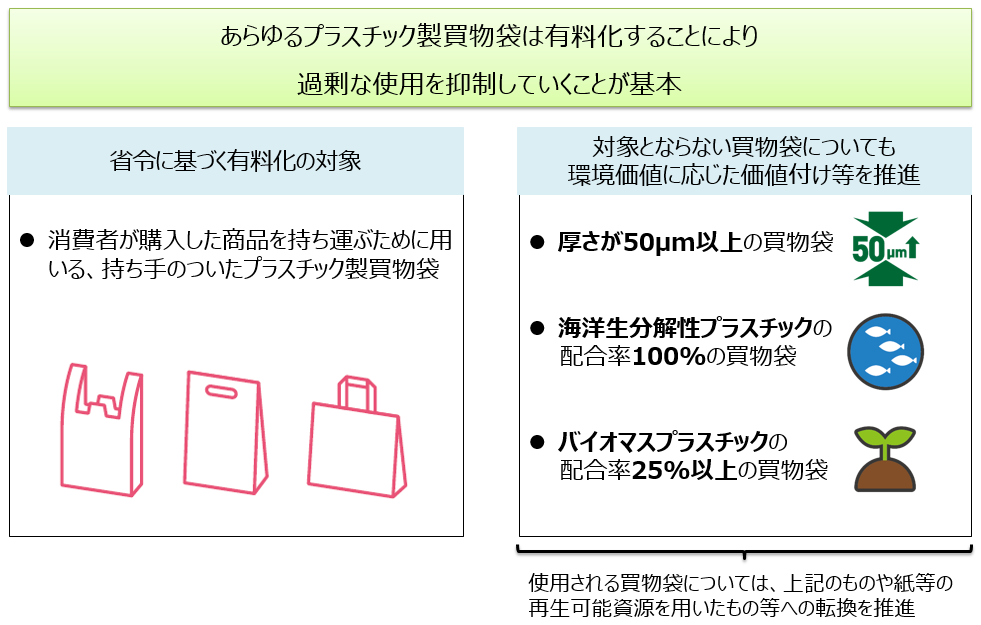 あらゆるプラスチック製買物袋は有料化することにより
過剰な使用を抑制していくことが基本
省令に基づく有料化の対象
● 消費者が購入した商品を持ち運ぶために用
いる、持ち手のついたプラスチック製買物袋
対象とならない買物袋についても
環境価値に応じた価値付け等を推進
● 厚さが50μm以上の買物袋
50μm
● 海洋生分解性プラスチックの
配合率100%の買物袋
● バイオマスプラスチックの
配合率25%以上の買物袋
使用される買物袋については、上記のものや紙等の
再生可能資源を用いたもの等への転換を推進